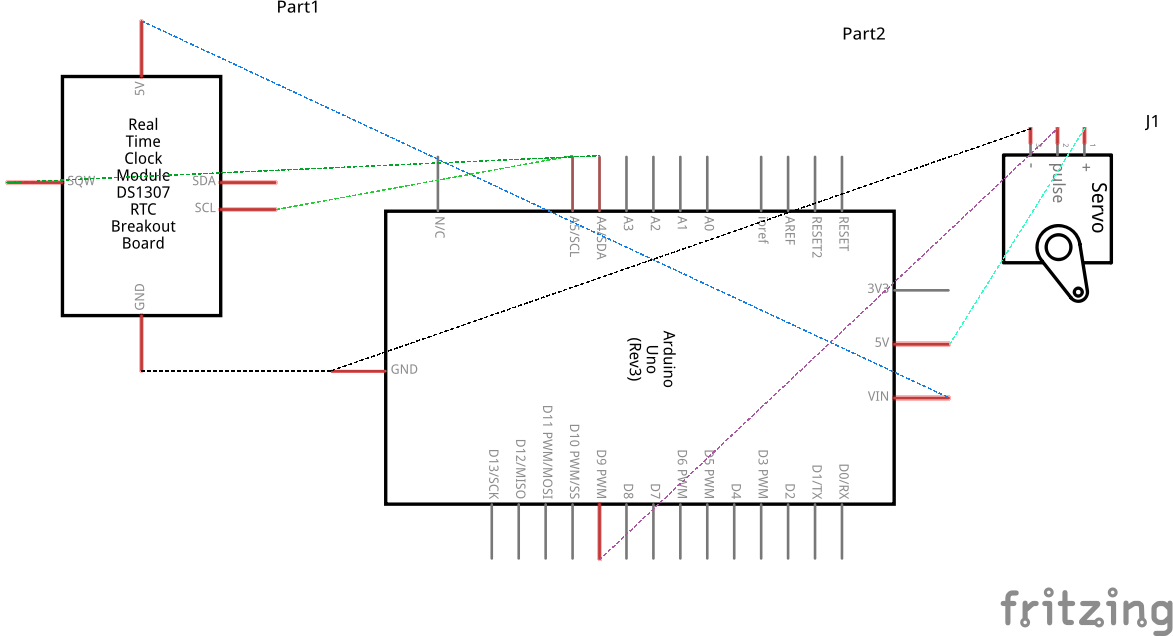 Part1
Part2
J1
5V
Real
Time
Clock
Module
DS1307
RTC
Breakout
Board
SQW
SDA
SCL
GND
N/C
A5/SCL
A4/SDA
A3
A2
A1
A0
ioref
AREF
RESET2
RESET
-
2
1
pulse
+
Servo
3V3
5V
VIN
GND
Arduino
Uno
(Rev3)
D13/SCK
D12/MISO
D11 PWM/MOSI
D10 PWM/SS
D9 PWM
D8
D7
D6 PWM
D5 PWM
D4
D3 PWM
D2
D1/TX
D0/RX
fritzing